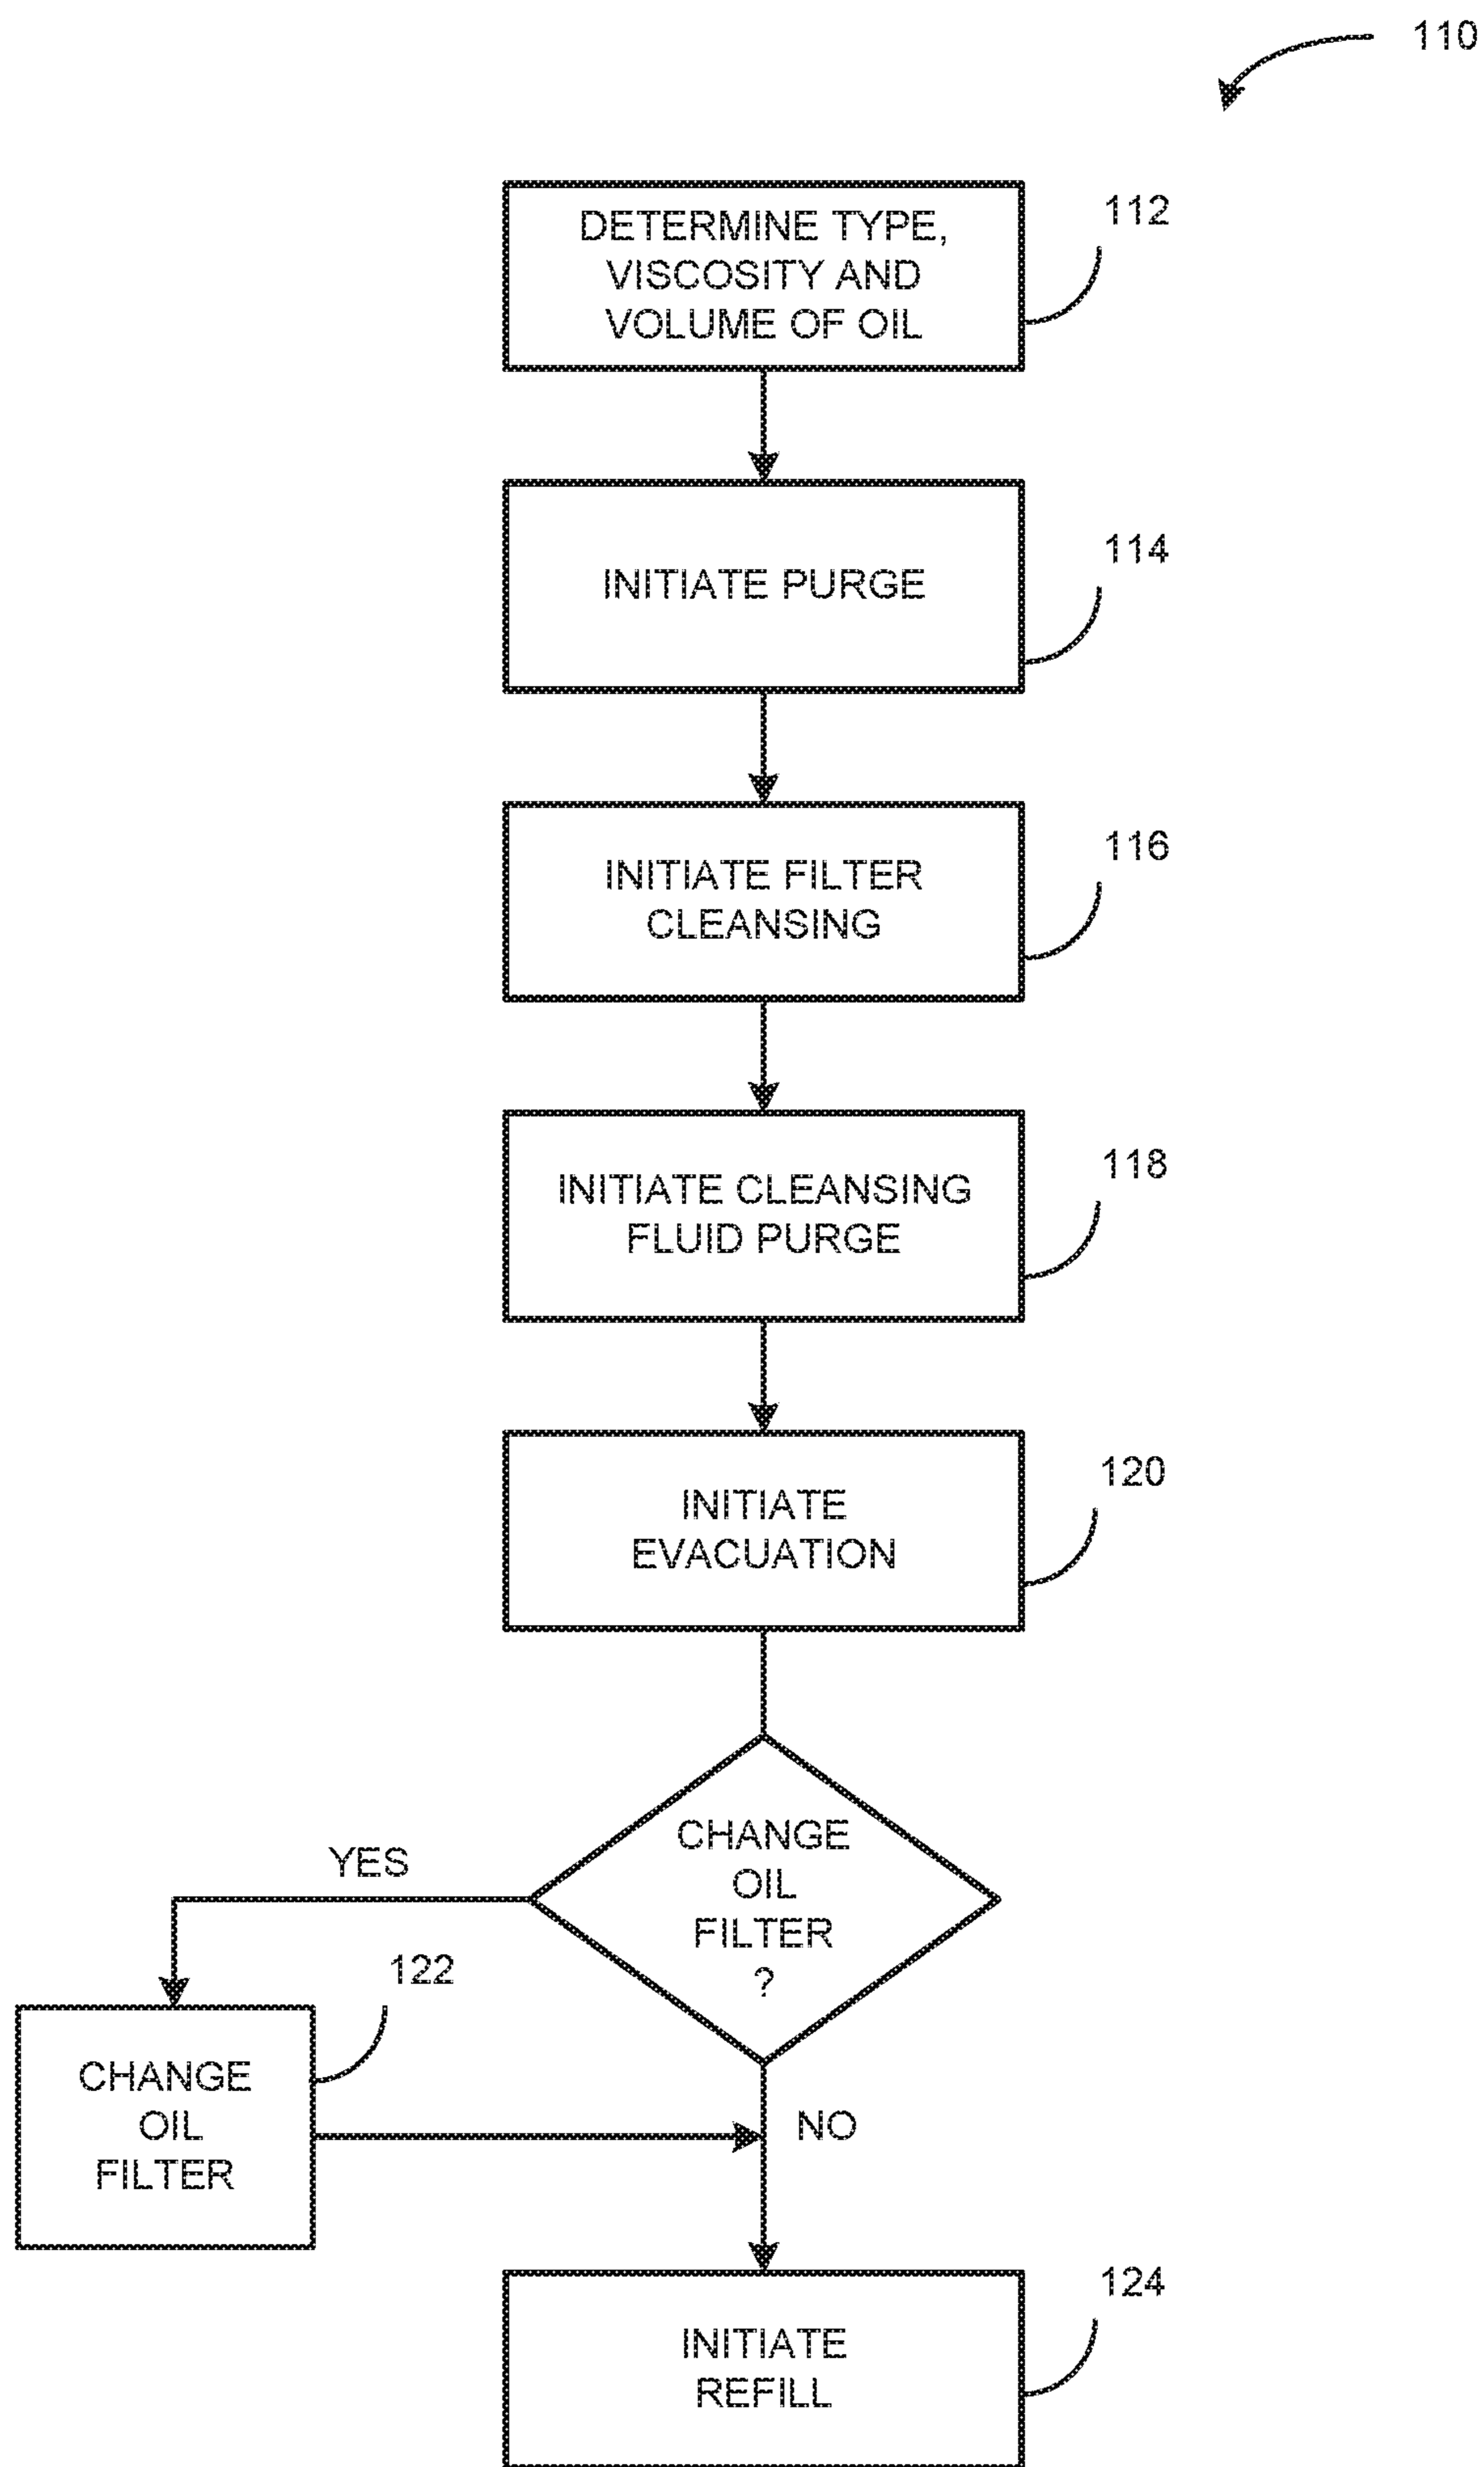 110
DETERMINE TYPE,
VISCOSITY AND
VOLUME OF OIL
112
INITIATE PURGE
114
INITIATE FILTER
CLEANSING
116
INITIATE CLEANSING
FLUID PURGE
118
INITIATE
EVACUATION
120
CHANGE
OIL
FILTER
?
YES
122
CHANGE
OIL
FILTER
NO
124
INITIATE
REFILL